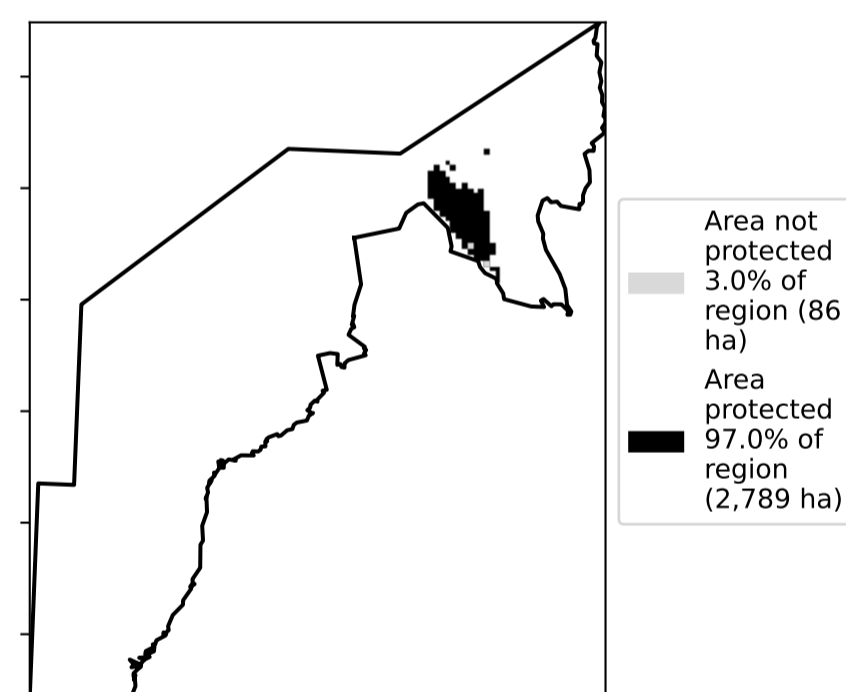 Area not
protected
3.0% of
region (86
ha)
Area
protected
97.0% of
region
(2,789 ha)